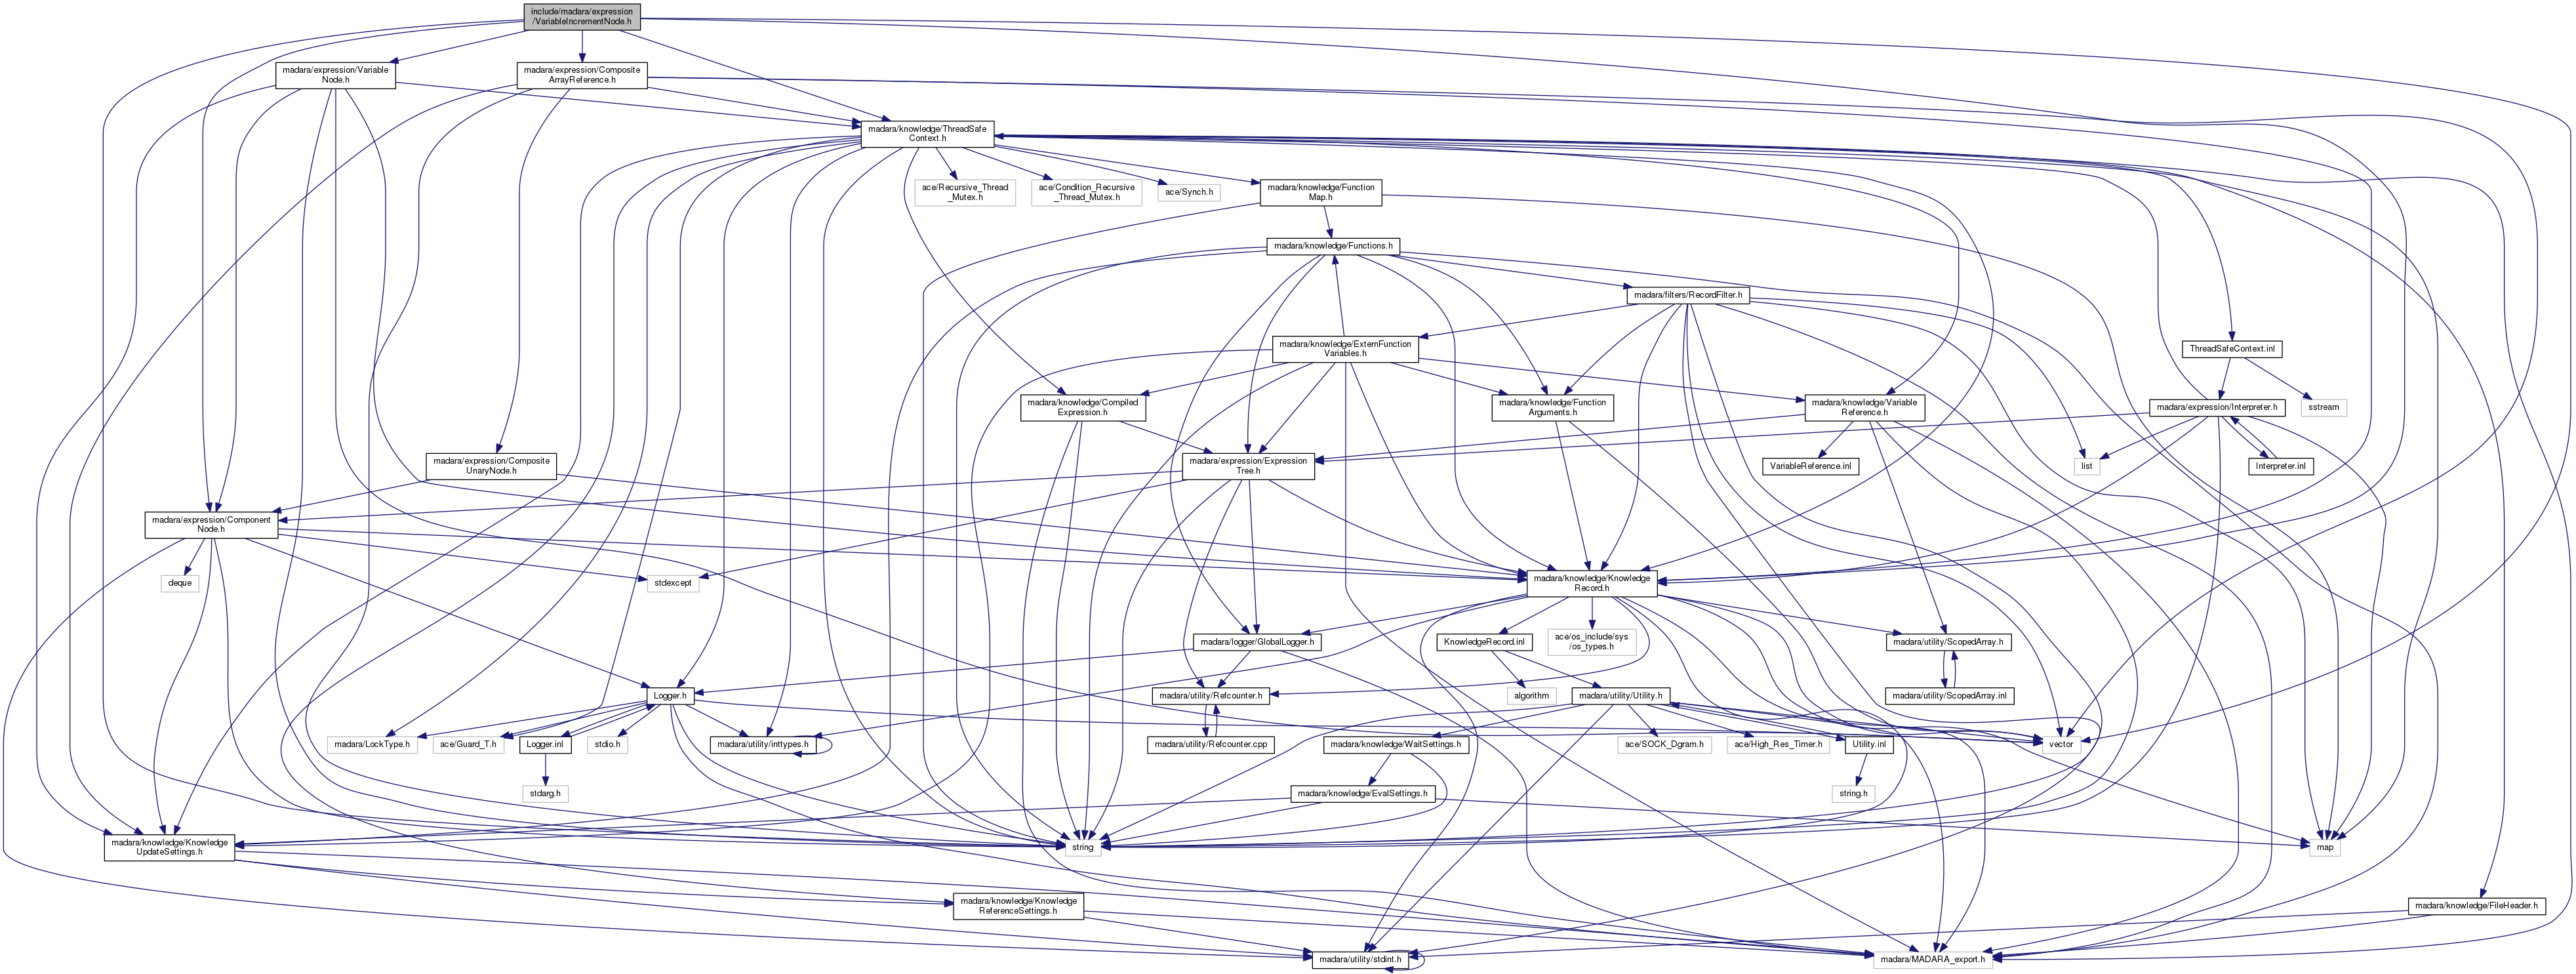 include/madara/expression
/VariableIncrementNode.h
madara/expression/Variable
Node.h
madara/expression/Composite
ArrayReference.h
madara/knowledge/ThreadSafe
Context.h
ace/Recursive_Thread
_Mutex.h
ace/Condition_Recursive
_Thread_Mutex.h
ace/Synch.h
madara/knowledge/Function
Map.h
madara/knowledge/Functions.h
madara/filters/RecordFilter.h
madara/knowledge/ExternFunction
Variables.h
ThreadSafeContext.inl
madara/knowledge/Compiled
Expression.h
madara/knowledge/Function
Arguments.h
madara/knowledge/Variable
Reference.h
madara/expression/Interpreter.h
sstream
madara/expression/Composite
UnaryNode.h
madara/expression/Expression
Tree.h
VariableReference.inl
list
Interpreter.inl
madara/expression/Component
Node.h
deque
stdexcept
madara/knowledge/Knowledge
Record.h
madara/logger/GlobalLogger.h
KnowledgeRecord.inl
ace/os_include/sys
/os_types.h
madara/utility/ScopedArray.h
Logger.h
madara/utility/Refcounter.h
algorithm
madara/utility/Utility.h
madara/utility/ScopedArray.inl
madara/LockType.h
ace/Guard_T.h
Logger.inl
stdio.h
madara/utility/inttypes.h
madara/utility/Refcounter.cpp
madara/knowledge/WaitSettings.h
ace/SOCK_Dgram.h
ace/High_Res_Timer.h
Utility.inl
vector
stdarg.h
madara/knowledge/EvalSettings.h
string.h
madara/knowledge/Knowledge
UpdateSettings.h
string
map
madara/knowledge/Knowledge
ReferenceSettings.h
madara/knowledge/FileHeader.h
madara/utility/stdint.h
madara/MADARA_export.h